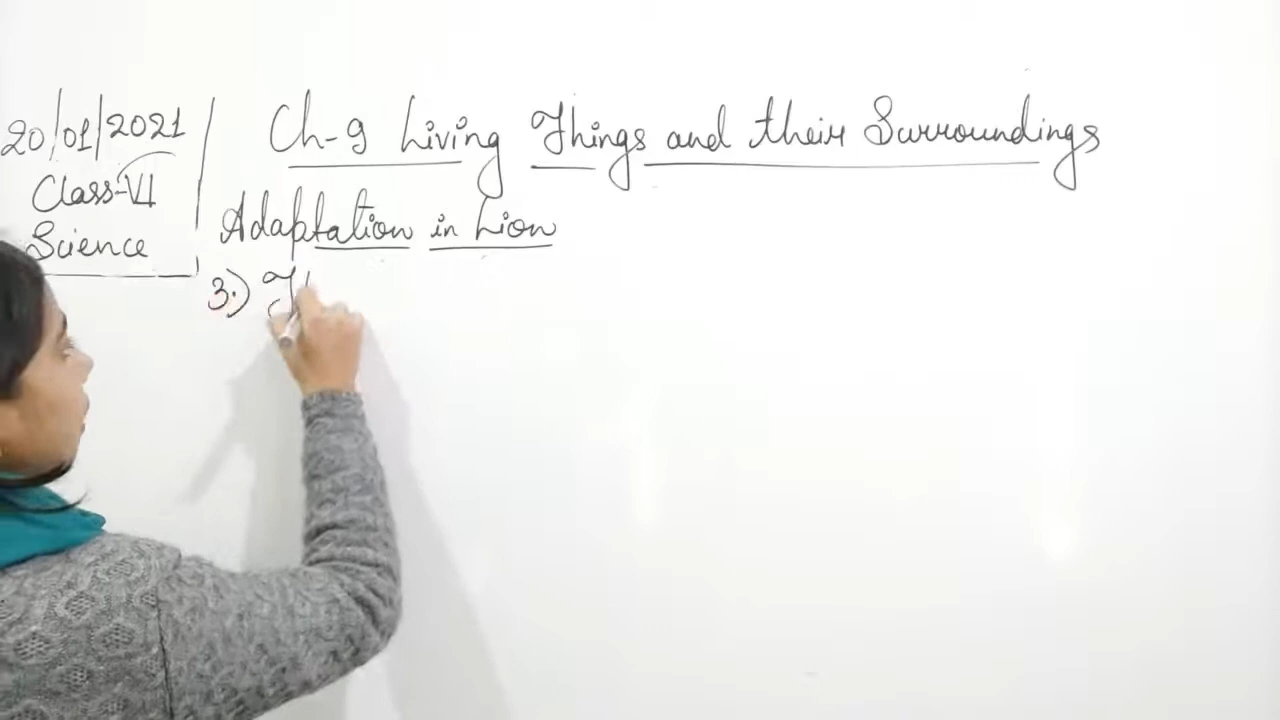 20/01/2021
Class-VI
Science
Ch-9 Living Things and their Surroundings
Adaptation in Lion
3.)